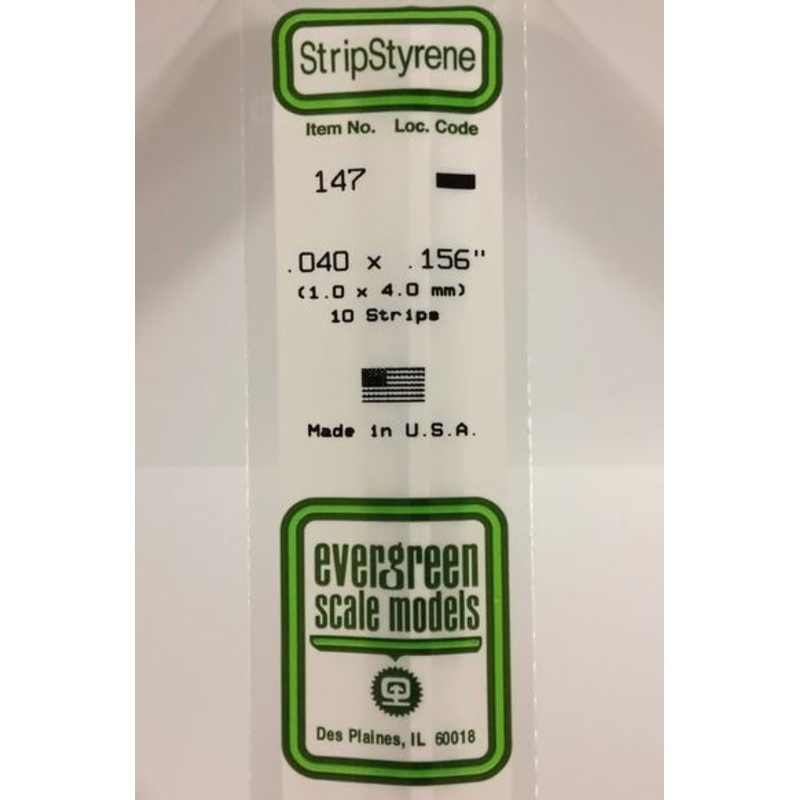 StripStyrene
Item No. Loc. Code
147
.040 x .156"
(1.0 x 4.0 mm)
10 Strips
Made in U.S.A.
evergreen
scale models
Des Plaines, IL 60018